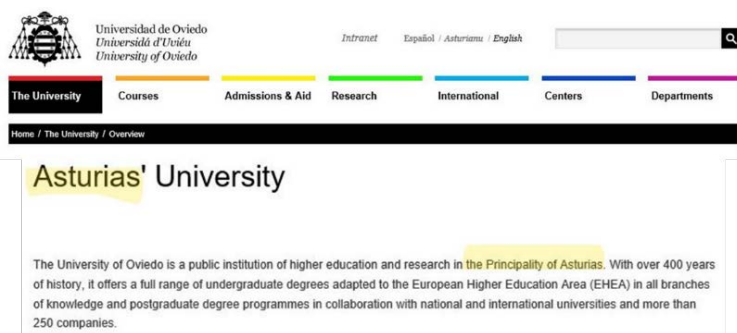 Universidad de Oviedo
Universidá d'Uviéu
University of Oviedo
Intranet Español / Asturianu / English
The University Courses Admissions & Aid Research International Centers Departments
Home / The University / Overview
Asturias' University
The University of Oviedo is a public institution of higher education and research in the Principality of Asturias. With over 400 years
of history, it offers a full range of undergraduate degrees adapted to the European Higher Education Area (EHEA) in all branches
of knowledge and postgraduate degree programmes in collaboration with national and international universities and more than
250 companies.